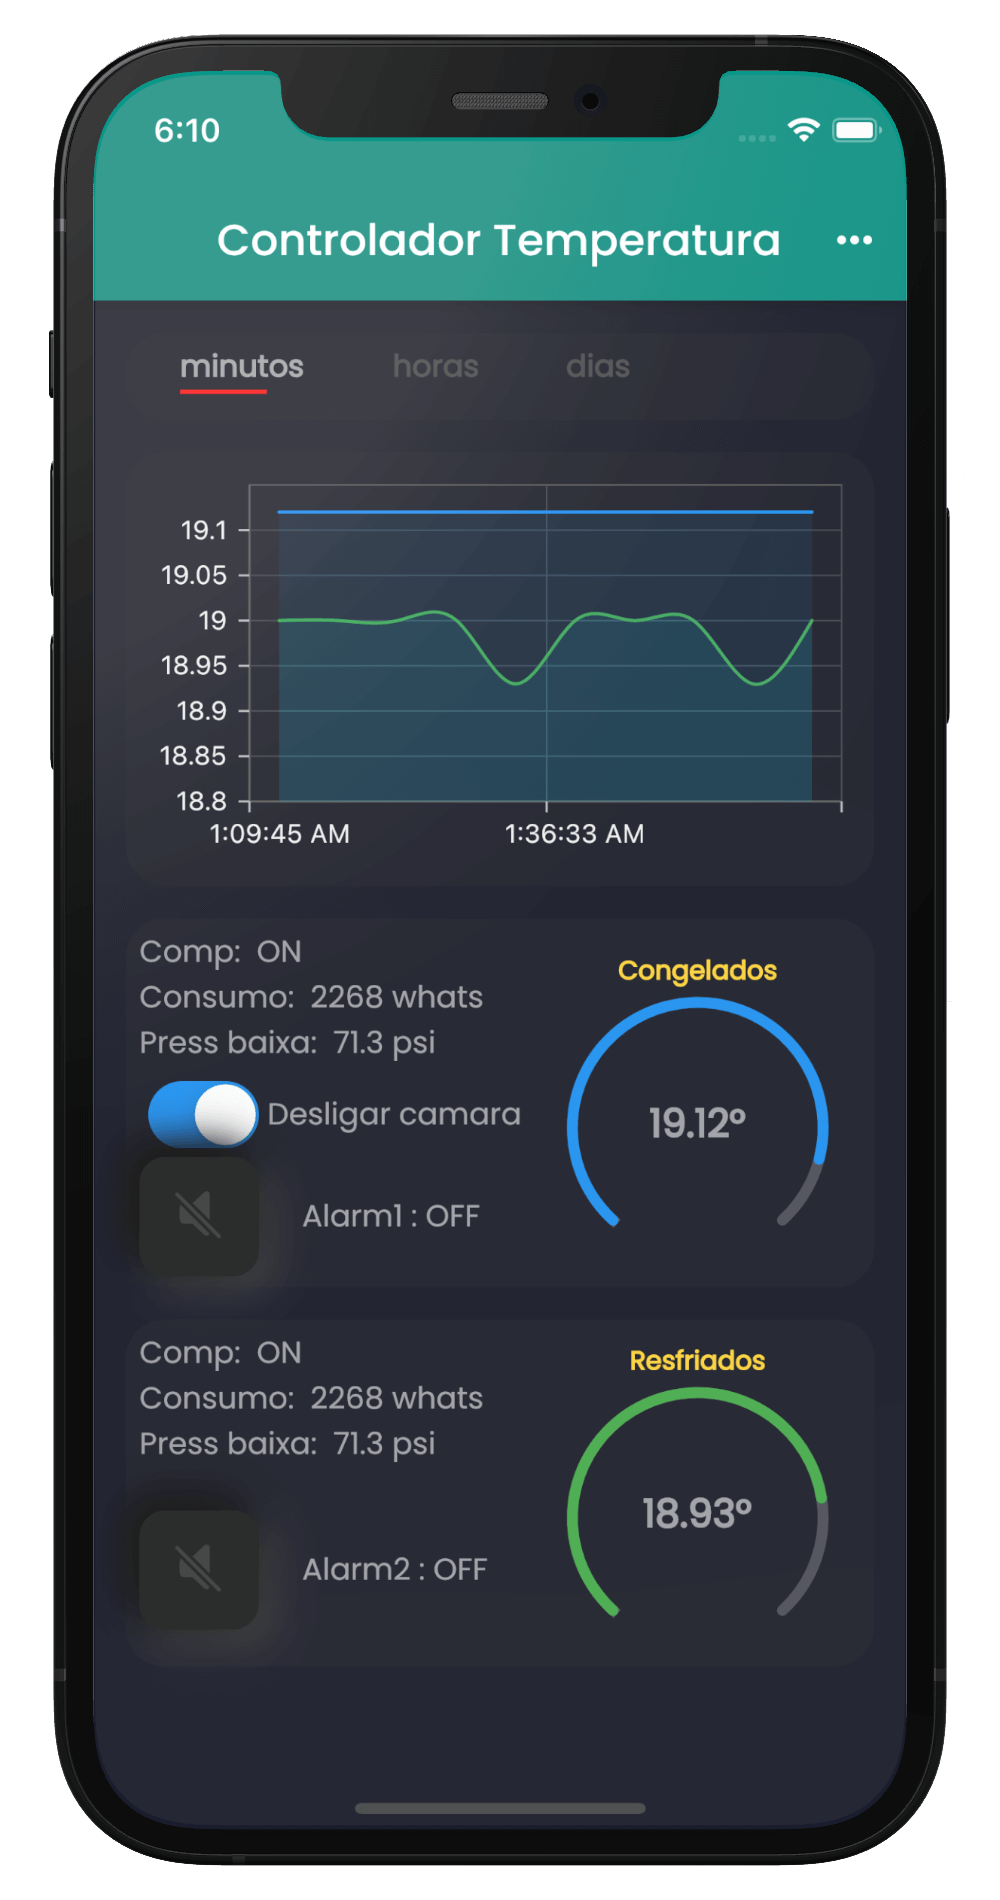 6:10
Controlador Temperatura
minutos horas dias
19.1
19.05
19
18.95
18.9
18.85
18.8
1:09:45 AM 1:36:33 AM
Comp: ON
Consumo: 2268 whats
Press baixa: 71.3 psi
Desligar camara
Alarm1 : OFF
Congelados
19.12º
Comp: ON
Consumo: 2268 whats
Press baixa: 71.3 psi
Alarm2 : OFF
Resfriados
18.93º